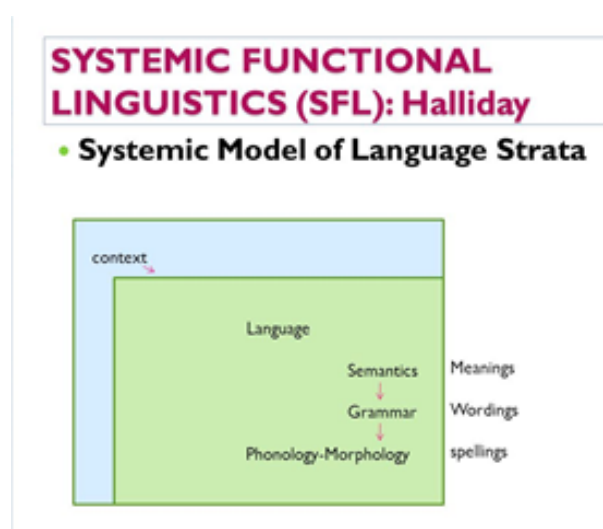 SYSTEMIC FUNCTIONAL
LINGUISTICS (SFL): Halliday
• Systemic Model of Language Strata
context
Language
Semantics Meanings
Grammar Wordings
Phonology-Morphology spellings